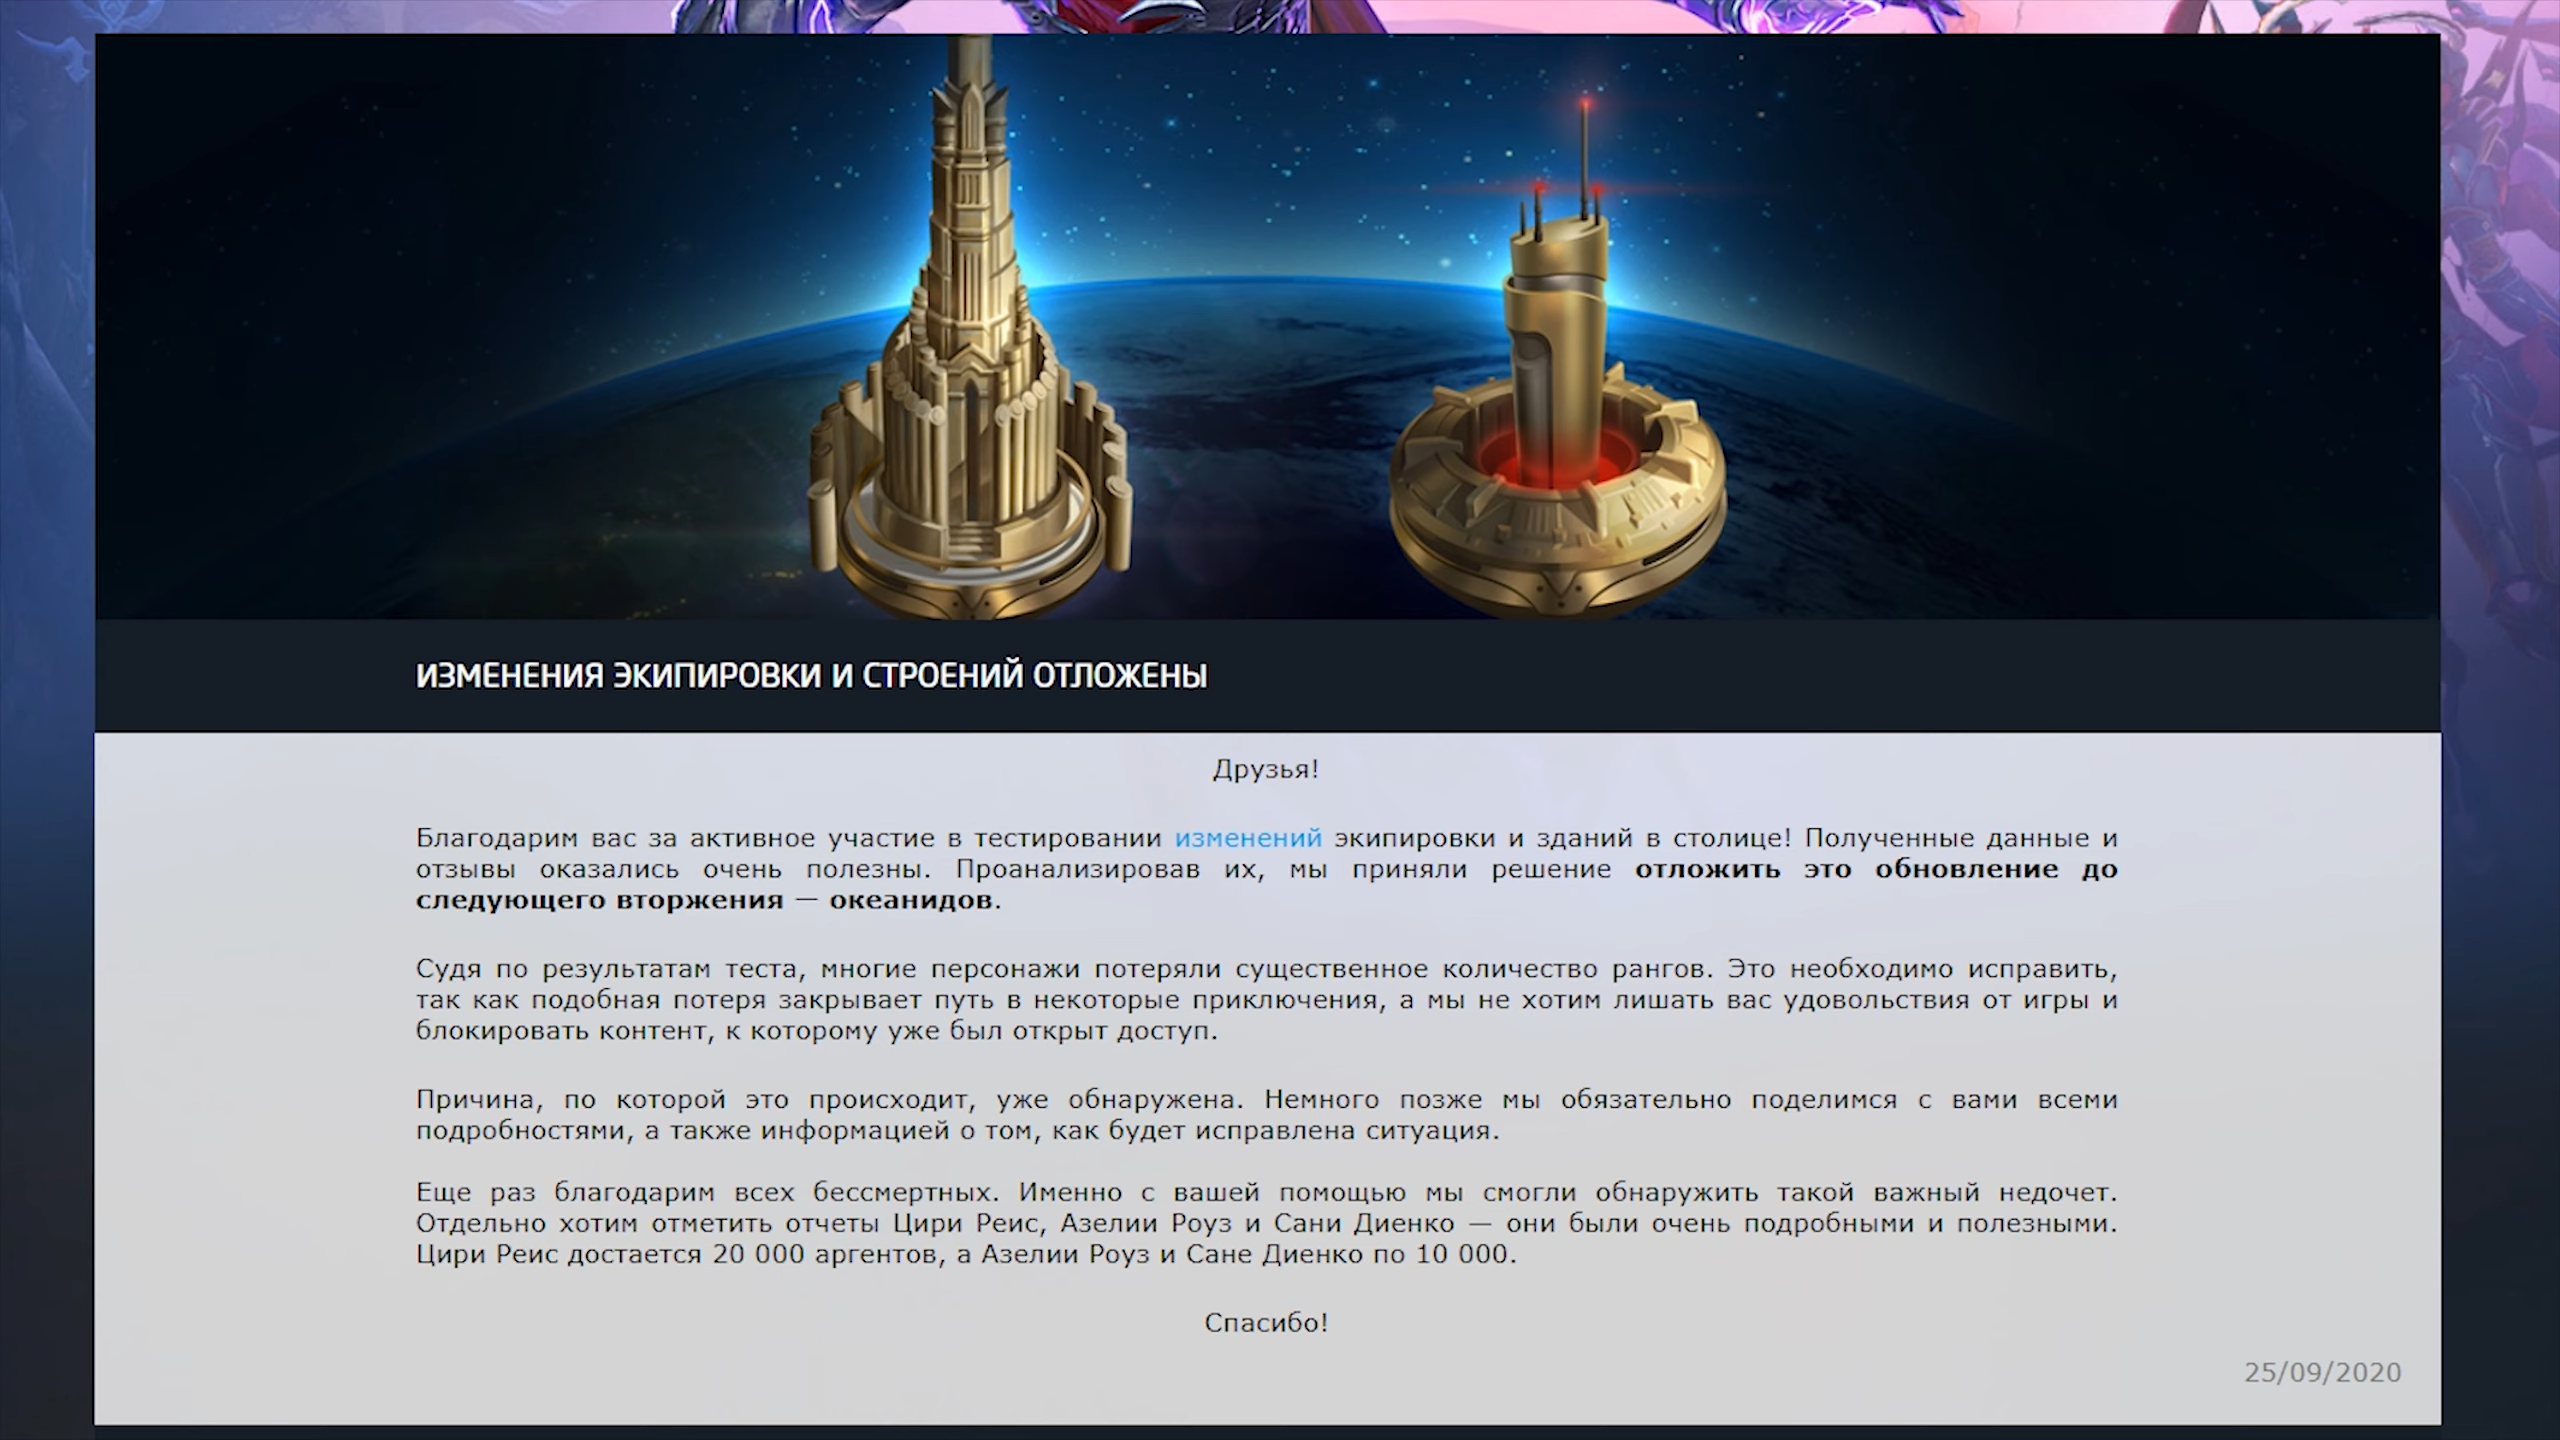 ИЗМЕНЕНИЯ ЭКИПИРОВКИ И СТРОЕНИЙ ОТЛОЖЕНЫ
Друзья!
Благодарим вас за активное участие в тестировании изменений экипировки и зданий в столице! Полученные данные и
отзывы оказались очень полезны. Проанализировав их, мы приняли решение отложить это обновление до
следующего вторжения — океанидов.
Судя по результатам теста, многие персонажи потеряли существенное количество рангов. Это необходимо исправить,
так как подобная потеря закрывает путь в некоторые приключения, а мы не хотим лишать вас удовольствия от игры и
блокировать контент, к которому уже был открыт доступ.
Причина, по которой это происходит, уже обнаружена. Немного позже мы обязательно поделимся с вами всеми
подробностями, а также информацией о том, как будет исправлена ситуация.
Еще раз благодарим всех бессмертных. Именно с вашей помощью мы смогли обнаружить такой важный недочет.
Отдельно хотим отметить отчеты Цири Реис, Азелии Роуз и Сани Диенко — они были очень подробными и полезными.
Цири Реис достается 20 000 аргентов, а Азелии Роуз и Сане Диенко по 10 000.
Спасибо!
25/09/2020